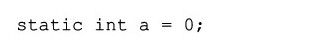 static int a = 0;